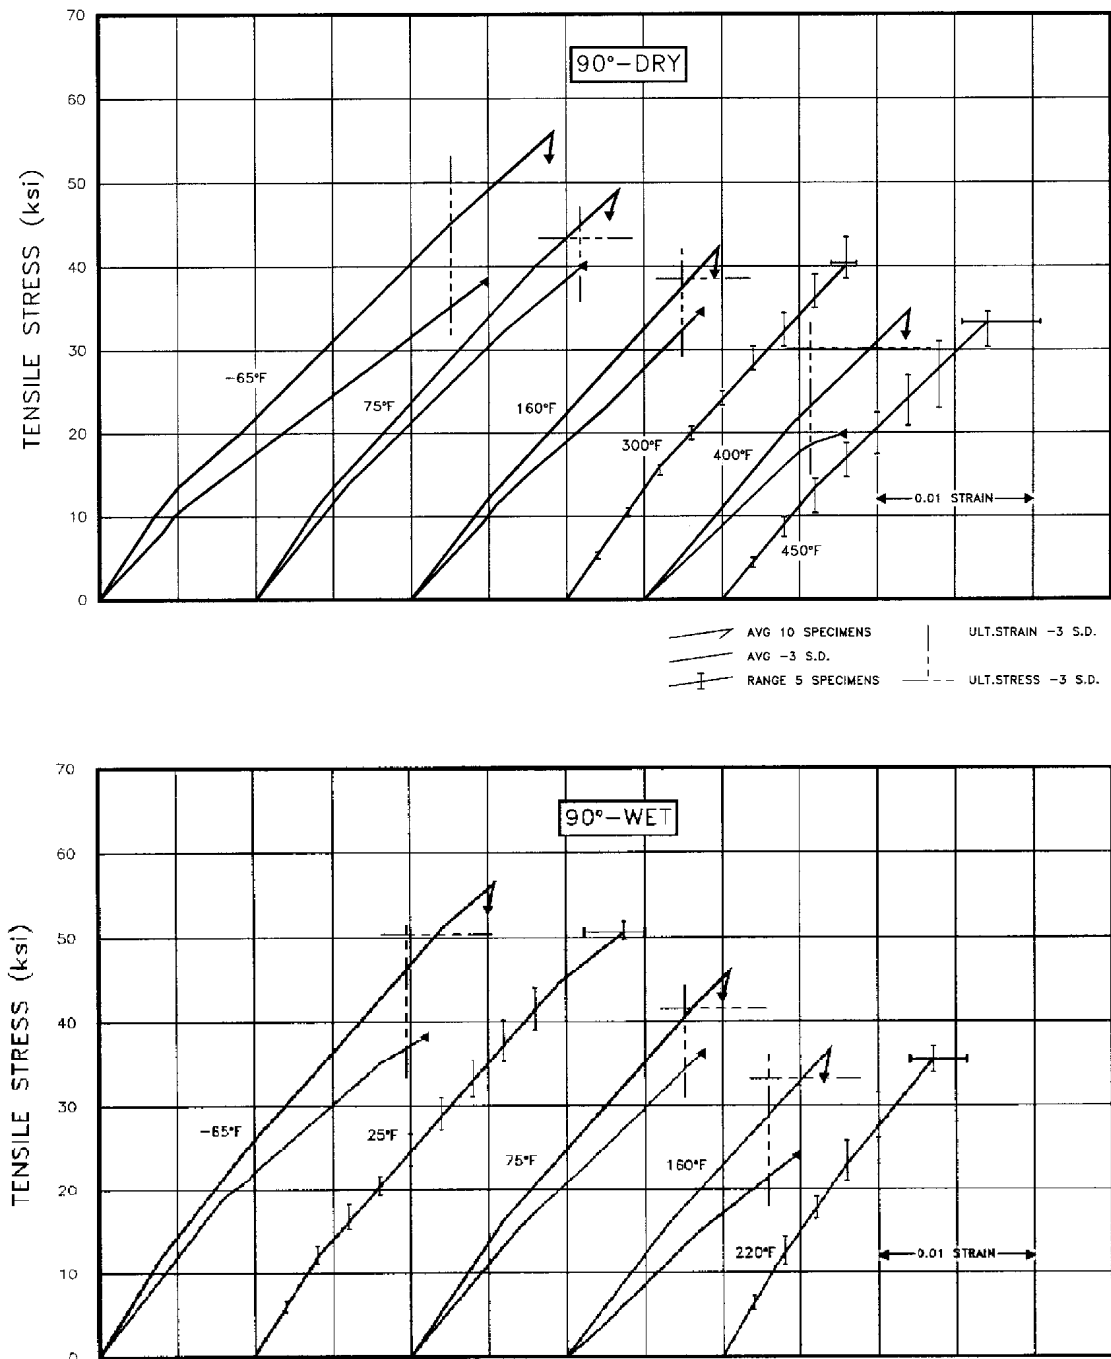 70
60
50
40
30
20
10
0
TENSILE STRESS (ksi)
90°-DRY
-65°F
75°F
160°F
300°F
400°F
450°F
0.01 STRAIN
AVG 10 SPECIMENS
AVG -3 S.D.
RANGE 5 SPECIMENS
ULT.STRAIN -3 S.D.
ULT.STRESS -3 S.D.
70
60
50
40
30
20
10
0
TENSILE STRESS (ksi)
90°-WET
-65°F
25°F
75°F
160°F
220°F
0.01 STRAIN